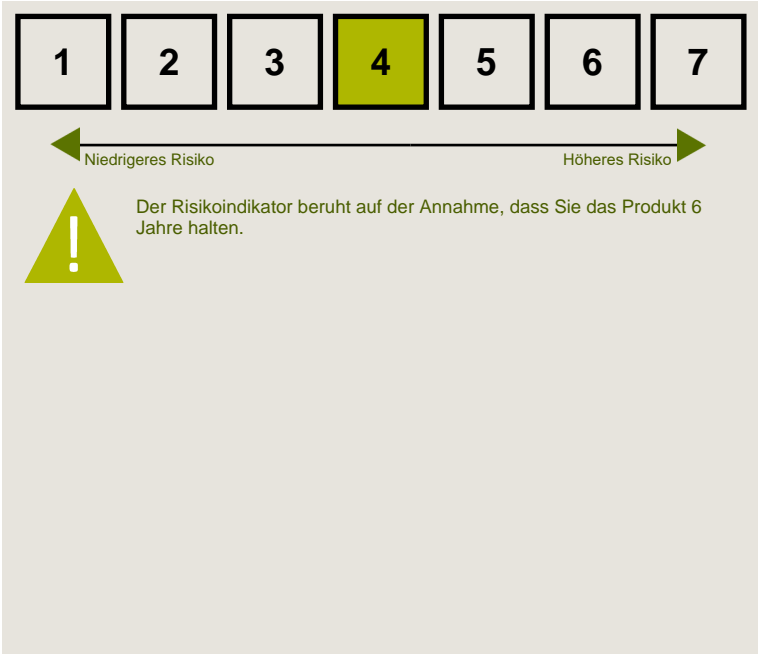 1 2 3 4 5 6 7
Niedrigeres Risiko Höheres Risiko
Der Risikoindikator beruht auf der Annahme, dass Sie das Produkt 6
Jahre halten.
!